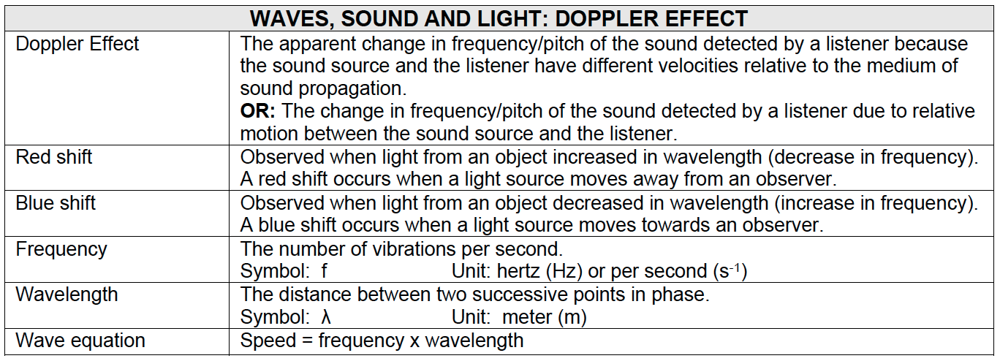 WAVES, SOUND AND LIGHT: DOPPLER EFFECT
Doppler Effect
The apparent change in frequency/pitch of the sound detected by a listener because
the sound source and the listener have different velocities relative to the medium of
sound propagation.
OR: The change in frequency/pitch of the sound detected by a listener due to relative
motion between the sound source and the listener.
Red shift
Observed when light from an object increased in wavelength (decrease in frequency).
A red shift occurs when a light source moves away from an observer.
Blue shift
Observed when light from an object decreased in wavelength (increase in frequency).
A blue shift occurs when a light source moves towards an observer.
Frequency
The number of vibrations per second.
Symbol: f Unit: hertz (Hz) or per second (s⁻¹)
Wavelength
The distance between two successive points in phase.
Symbol: λ Unit: meter (m)
Wave equation
Speed = frequency x wavelength